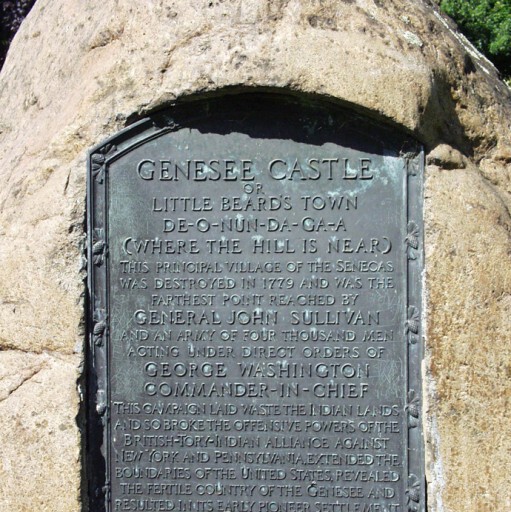 GENESEE CASTLE
OR
LITTLE BEARD'S TOWN
DE-O-NUN-DA-GA-A
(WHERE THE HILL IS NEAR)
THIS PRINCIPAL VILLAGE OF THE SENECAS
WAS DESTROYED IN 1779 AND WAS THE
FARTHEST POINT REACHED BY
GENERAL JOHN SULLIVAN
AND AN ARMY OF FOUR THOUSAND MEN
ACTING UNDER DIRECT ORDERS OF
GEORGE WASHINGTON
COMMANDER-IN-CHIEF
THIS CAMPAIGN LAID WASTE THE INDIAN LANDS
AND SO BROKE THE OFFENSIVE POWERS OF THE
BRITISH-TORY-INDIAN ALLIANCE AGAINST
NEW YORK AND PENNSYLVANIA, EXTENDED THE
BOUNDARIES OF THE UNITED STATES, REVEALED
THE FERTILE COUNTRY OF THE GENESEE AND
RESULTED IN ITS EARLY PIONEER SETTLEMENT